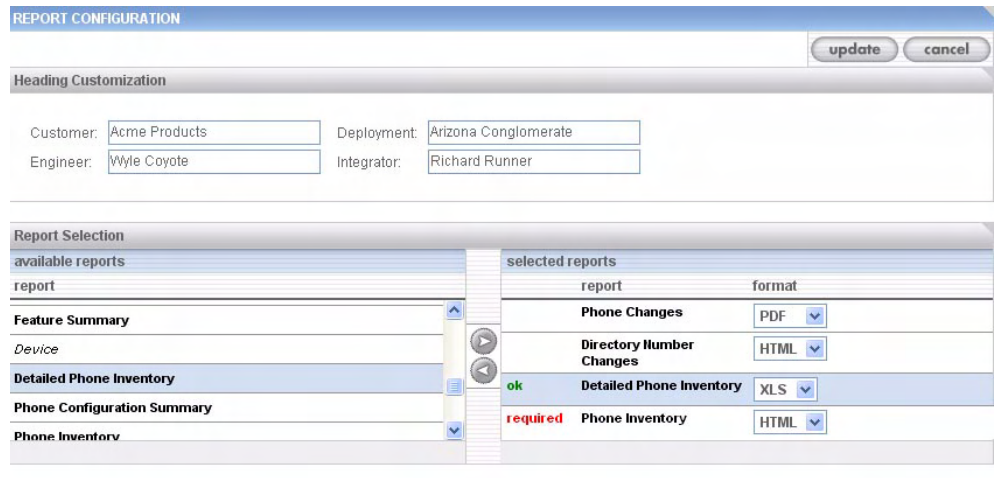 REPORT CONFIGURATION
update cancel
Heading Customization
Customer: Acme Products Deployment: Arizona Conglomerate
Engineer: Wyle Coyote Integrator: Richard Runner
Report Selection
available reports selected reports
report report format
Feature Summary Phone Changes PDF
Device Directory Number Changes HTML
Detailed Phone Inventory ok Detailed Phone Inventory XLS
Phone Configuration Summary required Phone Inventory HTML
Phone Inventory